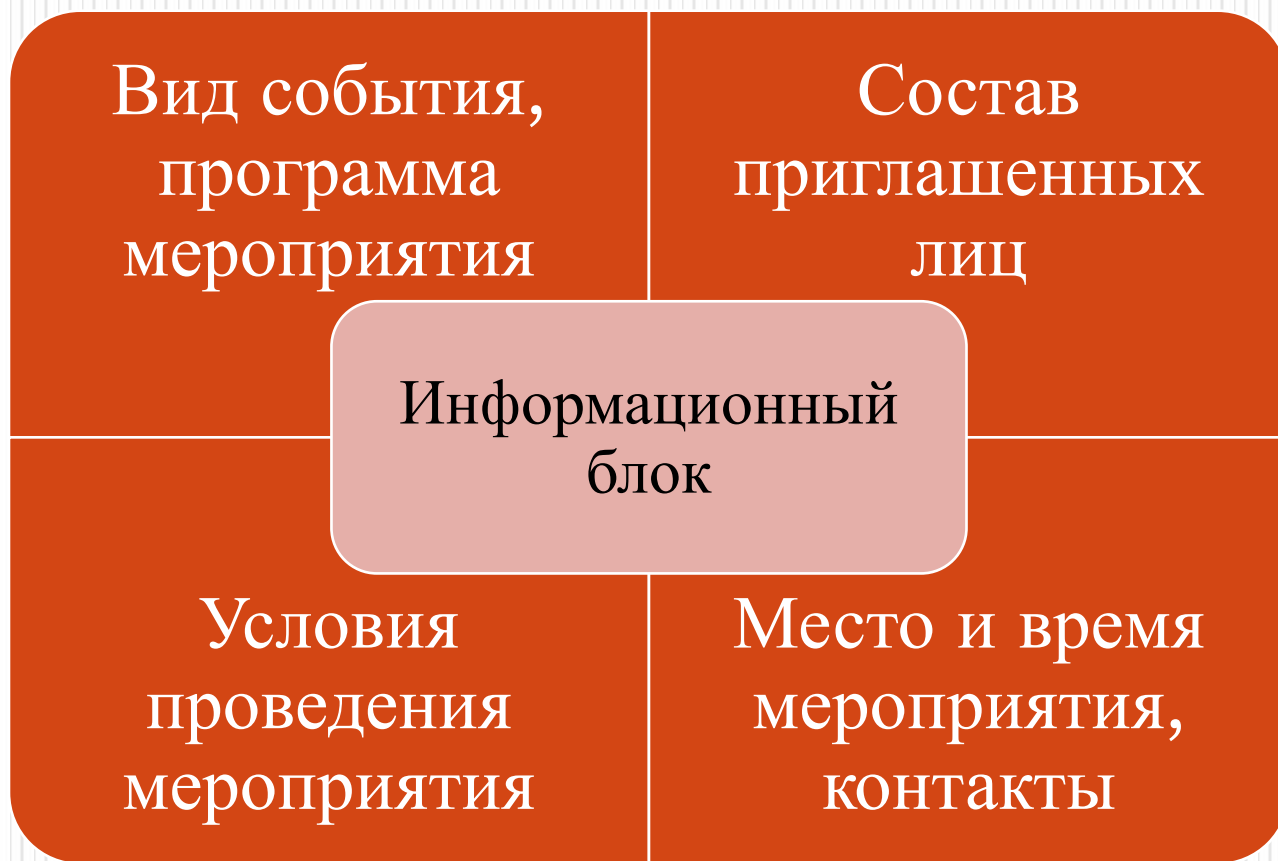 Вид события,
программа
мероприятия
Состав
приглашенных
лиц
Информационный
блок
Условия
проведения
мероприятия
Место и время
мероприятия,
контакты